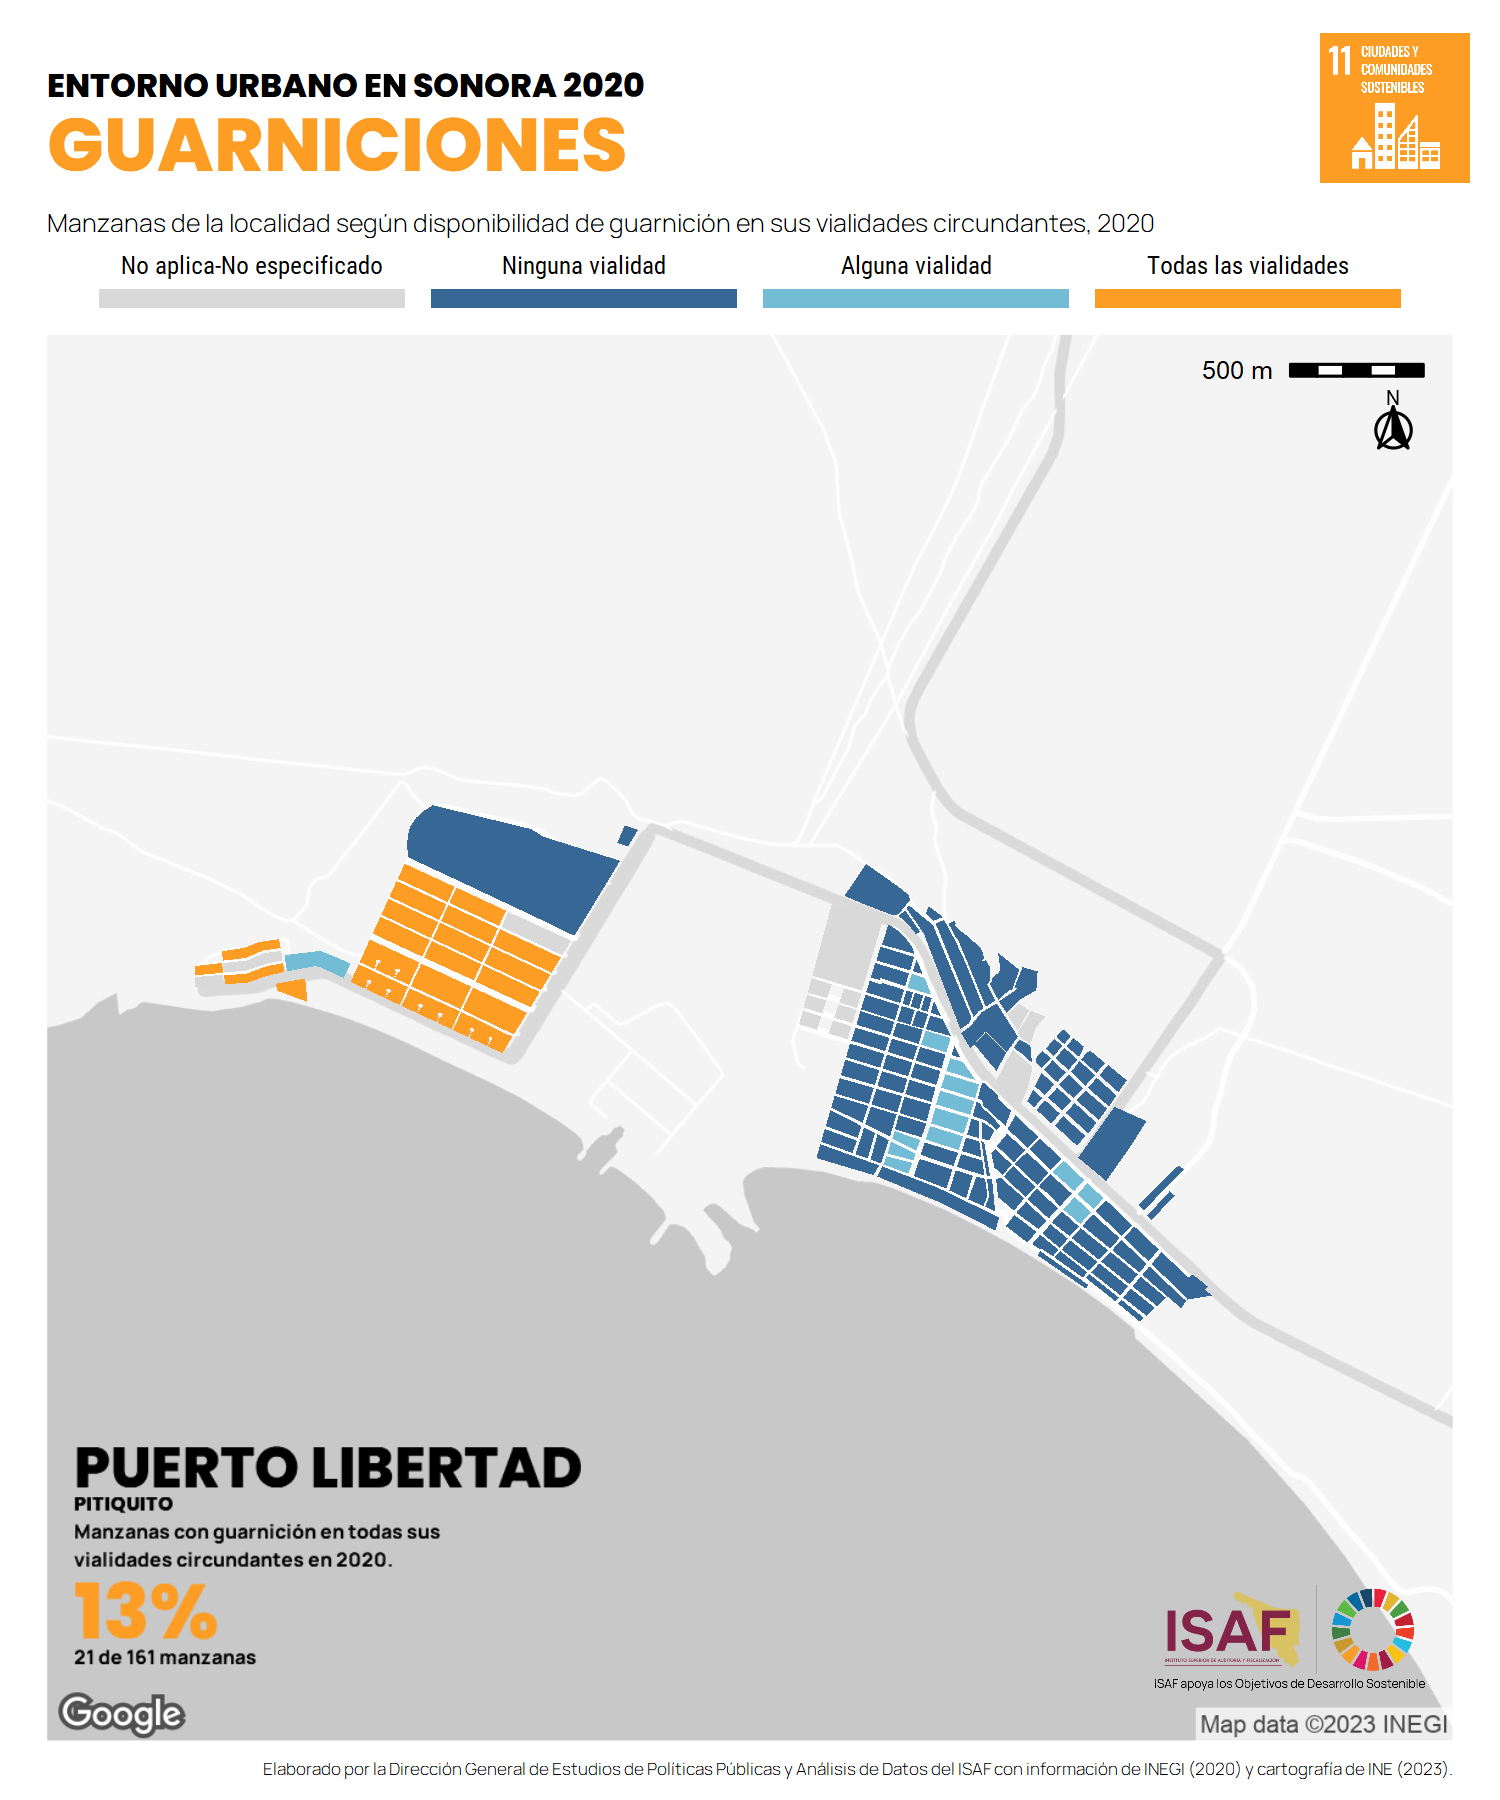 ENTORNO URBANO EN SONORA 2020
GUARNICIONES
11 CIUDADES Y
COMUNIDADES
SOSTENIBLES
Manzanas de la localidad según disponibilidad de guarnición en sus vialidades circundantes, 2020
No aplica-No especificado Ninguna vialidad Alguna vialidad Todas las vialidades
500 m
N
PUERTO LIBERTAD
PITIQUITO
Manzanas con guarnición en todas sus
vialidades circundantes en 2020.
13%
21 de 161 manzanas
ISAF
INSTITUTO SUPERIOR DE AUDITORÍA Y FISCALIZACIÓN
ISAF apoya los Objetivos de Desarrollo Sostenible
Google
Map data ©2023 INEGI
Elaborado por la Dirección General de Estudios de Políticas Públicas y Análisis de Datos del ISAF con información de INEGI (2020) y cartografía de INE (2023).